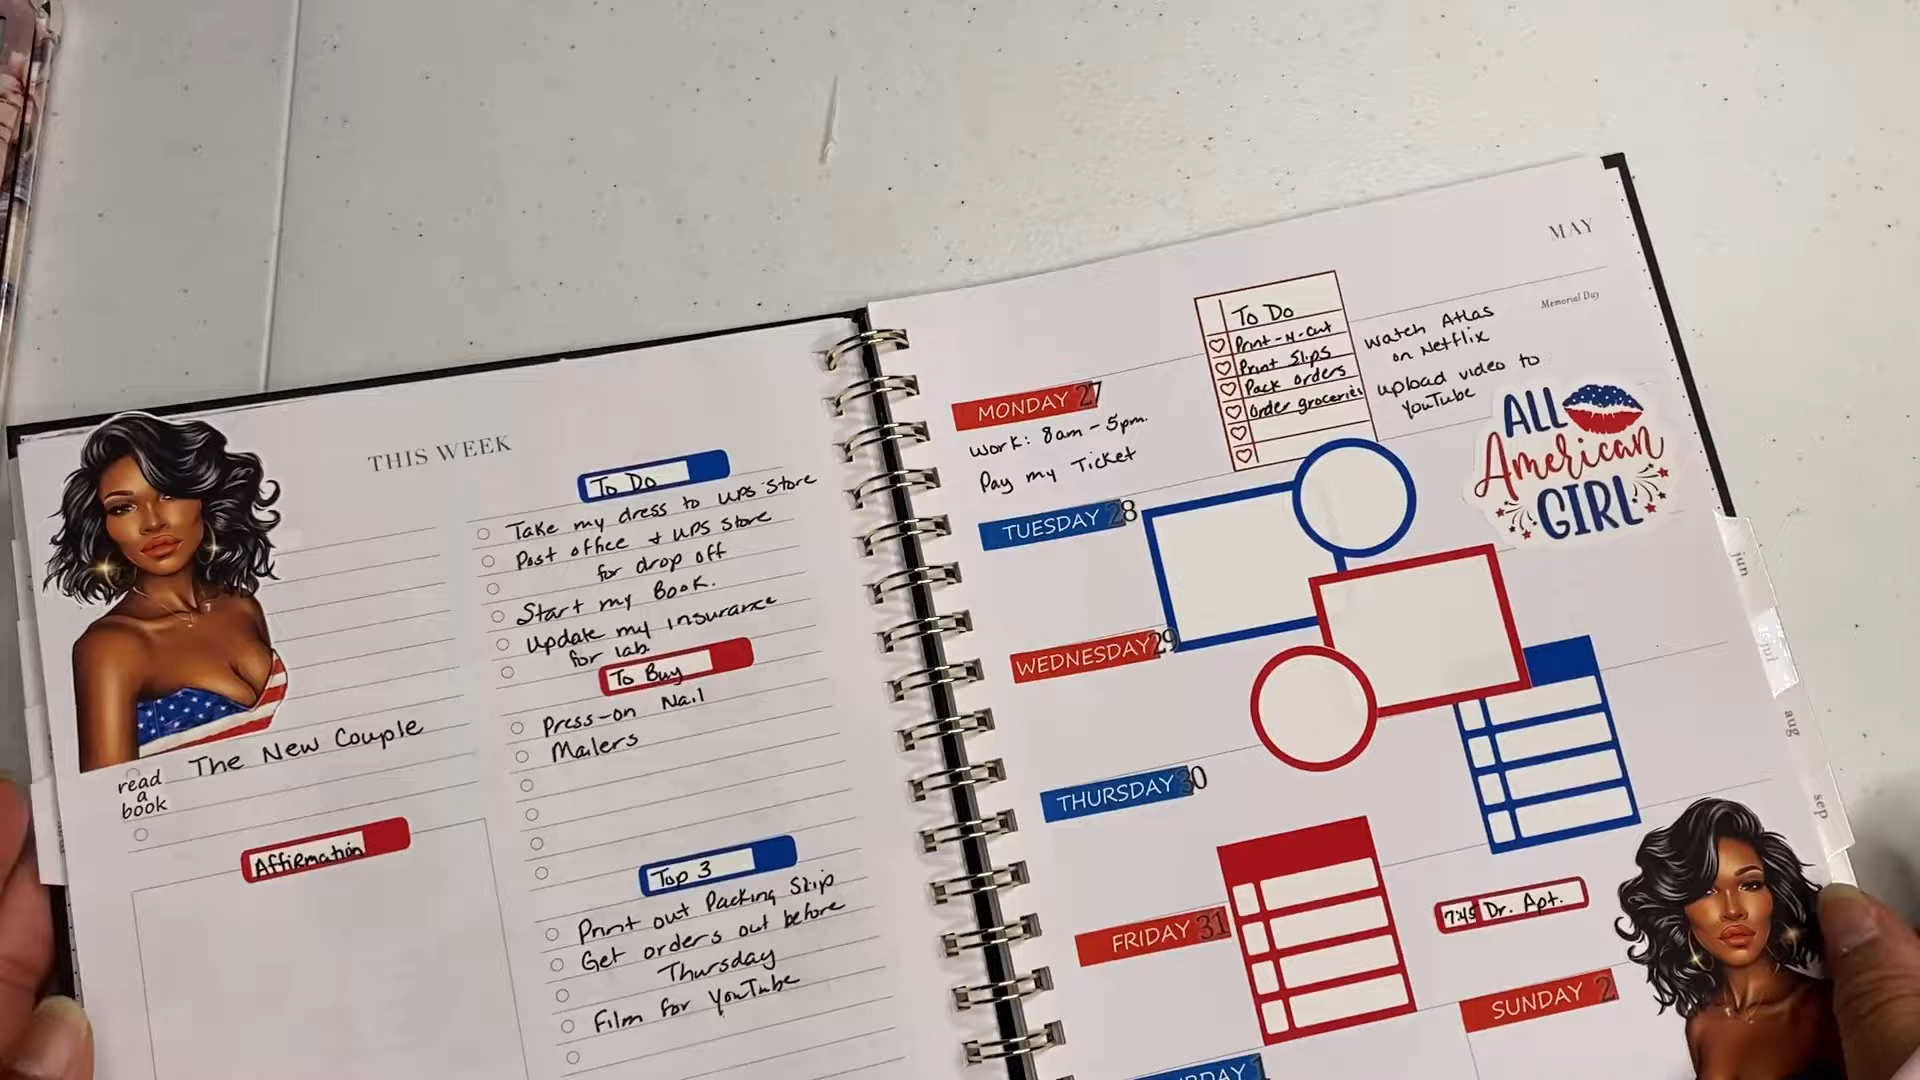 THIS WEEK
To Do
Take my dress to UPS Store
Post office & UPS Store
for drop off
Start my Book.
Update my insurance
for lab
To Buy
Press-on Nail
Mailers
The New Couple
read
a
book
Affirmation
Top 3
Print out Packing Slip
Get orders out before
Thursday
Film for YouTube
MAY
Memorial Day
MONDAY 27
Work: 8am - 5pm.
Pay my Ticket
To Do
Print-N-Cut
Print Slips
Pack orders
Order groceries
watch Atlas
on Netflix
upload video to
YouTube
ALL
American
GIRL
TUESDAY 28
WEDNESDAY 29
THURSDAY 30
FRIDAY 31
7:45 Dr. Apt.
SUNDAY 2
jun
jul
aug
sep